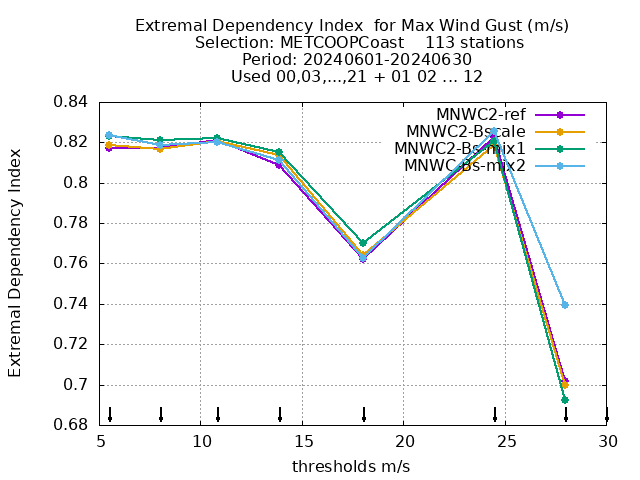 Extremal Dependency Index for Max Wind Gust (m/s)
Selection: METCOOPCoast 113 stations
Period: 20240601-20240630
Used 00,03,...,21 + 01 02 ... 12
MNWC2-ref
MNWC2-Bscale
MNWC2-Bs-mix1
MNWC-Bs-mix2
Extremal Dependency Index
0.84
0.82
0.8
0.78
0.76
0.74
0.72
0.7
0.68
5
10
15
20
25
30
thresholds m/s